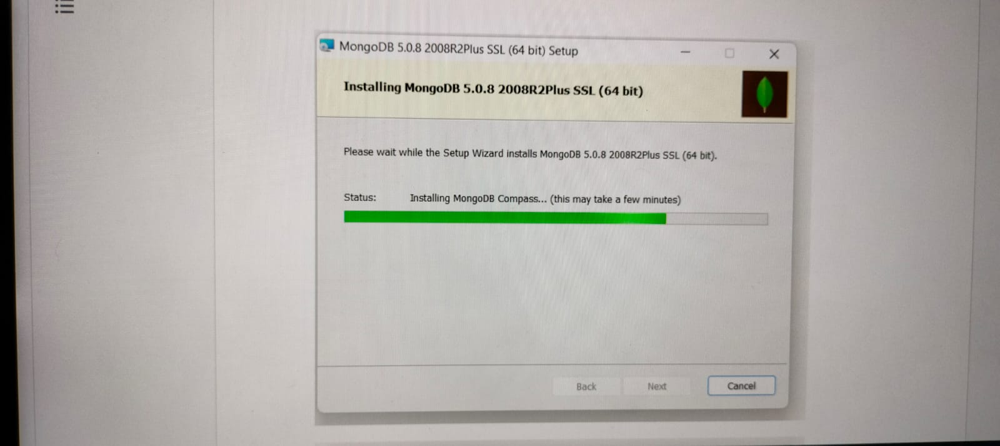 MongoDB 5.0.8 2008R2Plus SSL (64 bit) Setup
Installing MongoDB 5.0.8 2008R2Plus SSL (64 bit)
Please wait while the Setup Wizard installs MongoDB 5.0.8 2008R2Plus SSL (64 bit).
Status: Installing MongoDB Compass... (this may take a few minutes)
Back Next Cancel